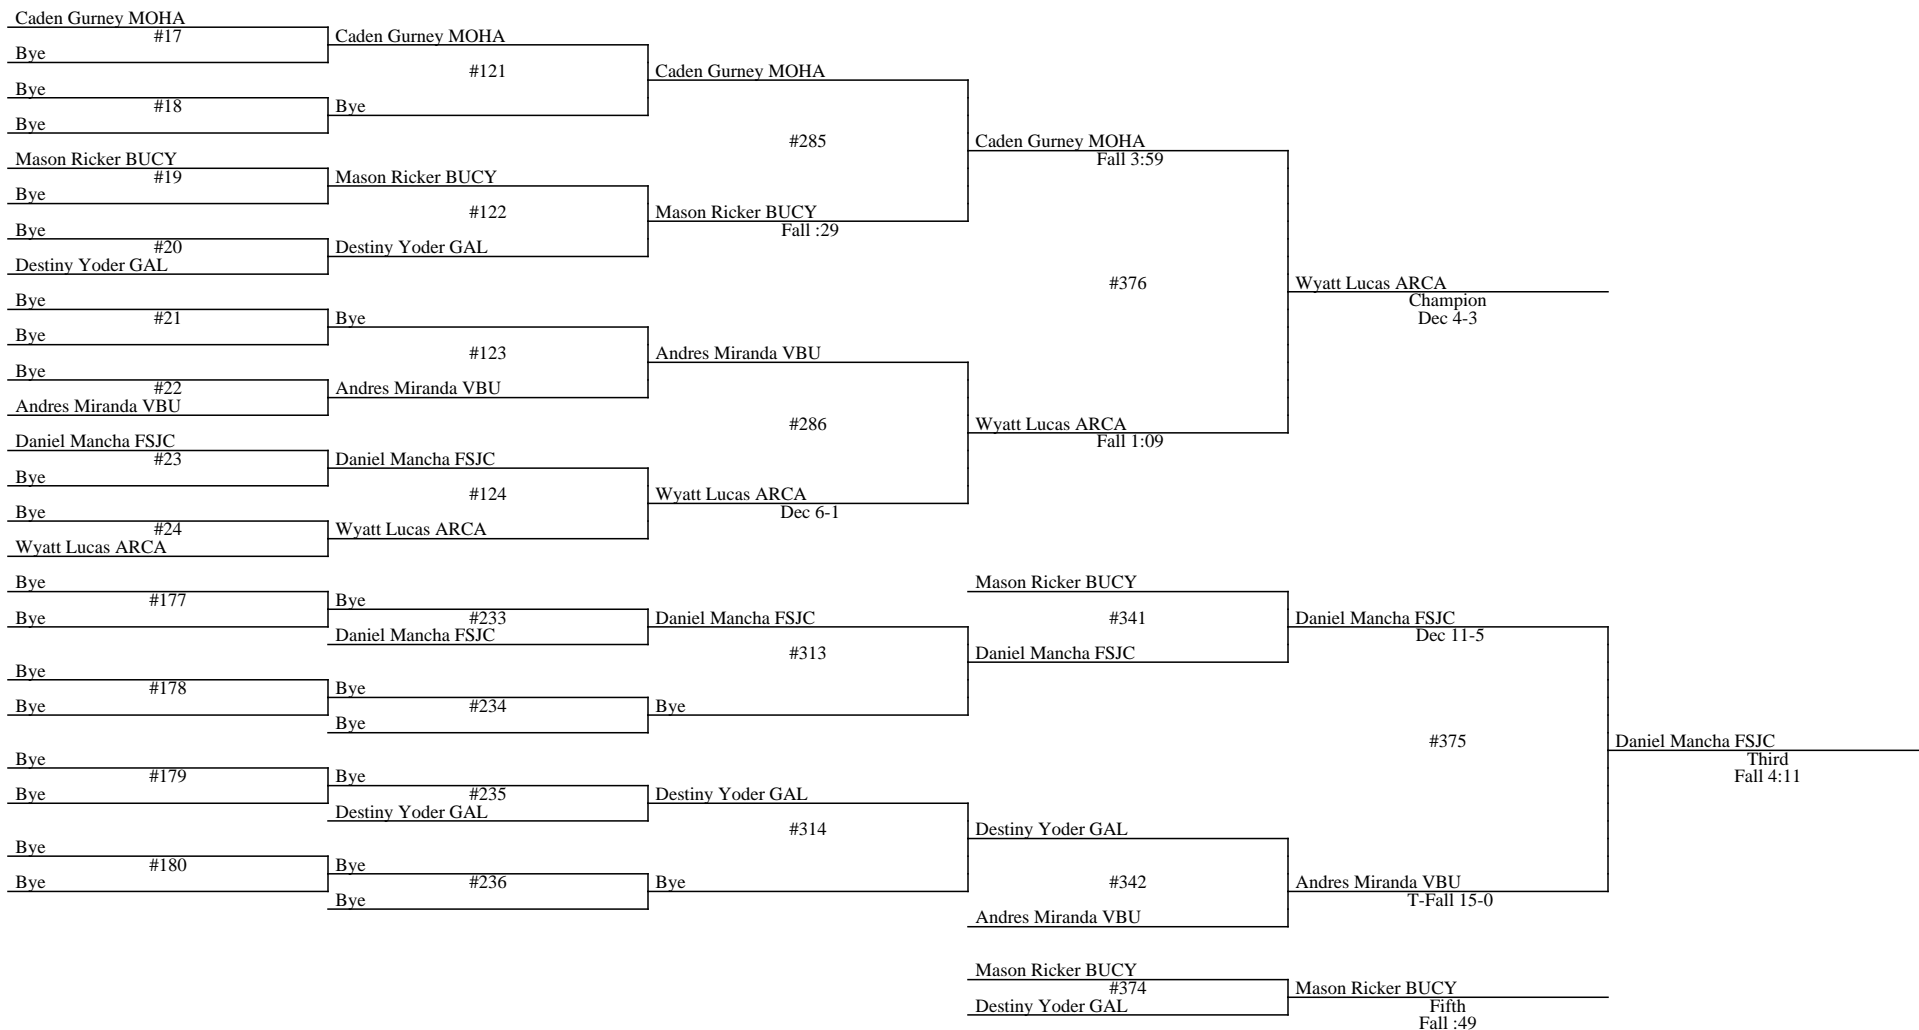 Caden Gurney MOHA
#17
Bye
Caden Gurney MOHA
#121
Bye
#18
Bye
Bye
Caden Gurney MOHA
#285
Mason Ricker BUCY
#19
Bye
Mason Ricker BUCY
#122
Bye
#20
Destiny Yoder GAL
Destiny Yoder GAL
Mason Ricker BUCY
Fall :29
Caden Gurney MOHA
Fall 3:59
#376
Bye
#21
Bye
Bye
#123
Bye
#22
Andres Miranda VBU
Andres Miranda VBU
Andres Miranda VBU
#286
Daniel Mancha FSJC
#23
Bye
Daniel Mancha FSJC
#124
Bye
#24
Wyatt Lucas ARCA
Wyatt Lucas ARCA
Wyatt Lucas ARCA
Dec 6-1
Wyatt Lucas ARCA
Fall 1:09
Wyatt Lucas ARCA
Champion
Dec 4-3
Bye
#177
Bye
Bye
#233
Daniel Mancha FSJC
Daniel Mancha FSJC
#313
Bye
#178
Bye
Bye
#234
Bye
Bye
Mason Ricker BUCY
#341
Daniel Mancha FSJC
Daniel Mancha FSJC
Dec 11-5
#375
Bye
#179
Bye
Bye
#235
Destiny Yoder GAL
Destiny Yoder GAL
#314
Bye
#180
Bye
Bye
#236
Bye
Bye
Destiny Yoder GAL
#342
Andres Miranda VBU
Andres Miranda VBU
T-Fall 15-0
Daniel Mancha FSJC
Third
Fall 4:11
Mason Ricker BUCY
#374
Destiny Yoder GAL
Mason Ricker BUCY
Fifth
Fall :49